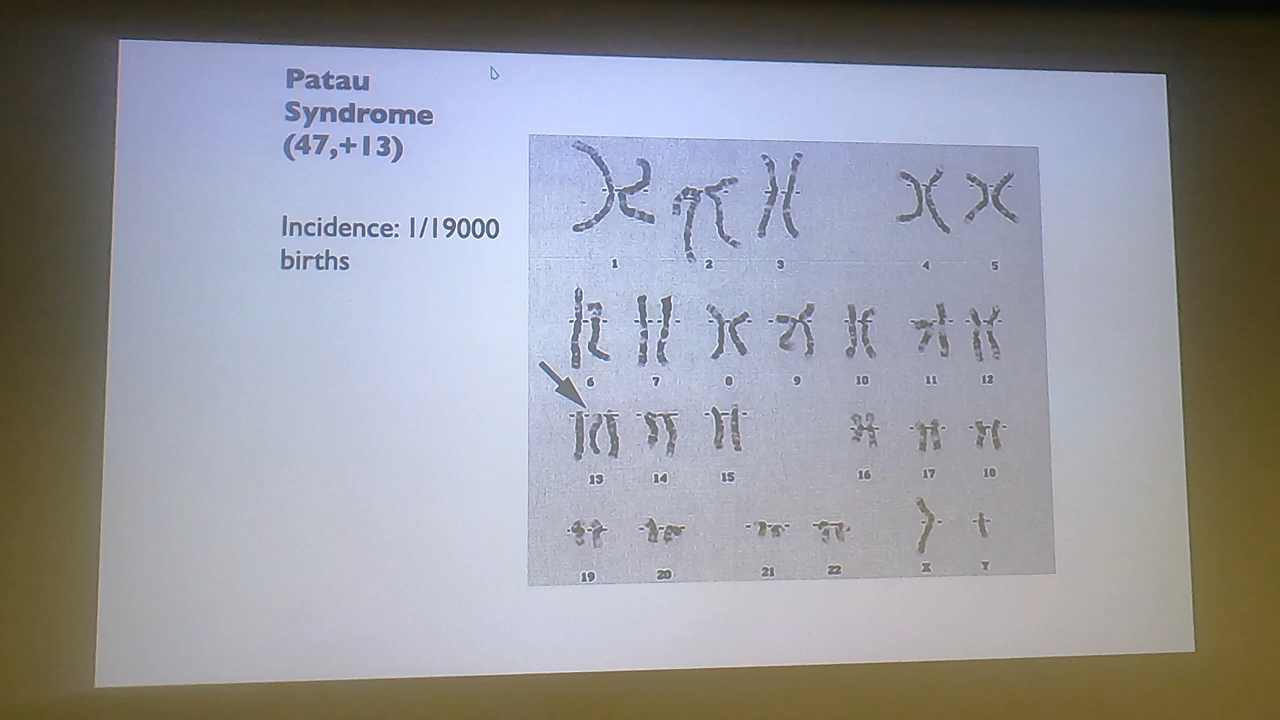 Patau
Syndrome
(47,+13)
Incidence: 1/19000
births
1 2 3 4 5
6 7 8 9 10 11 12
13 14 15 16 17 18
19 20 21 22 X Y